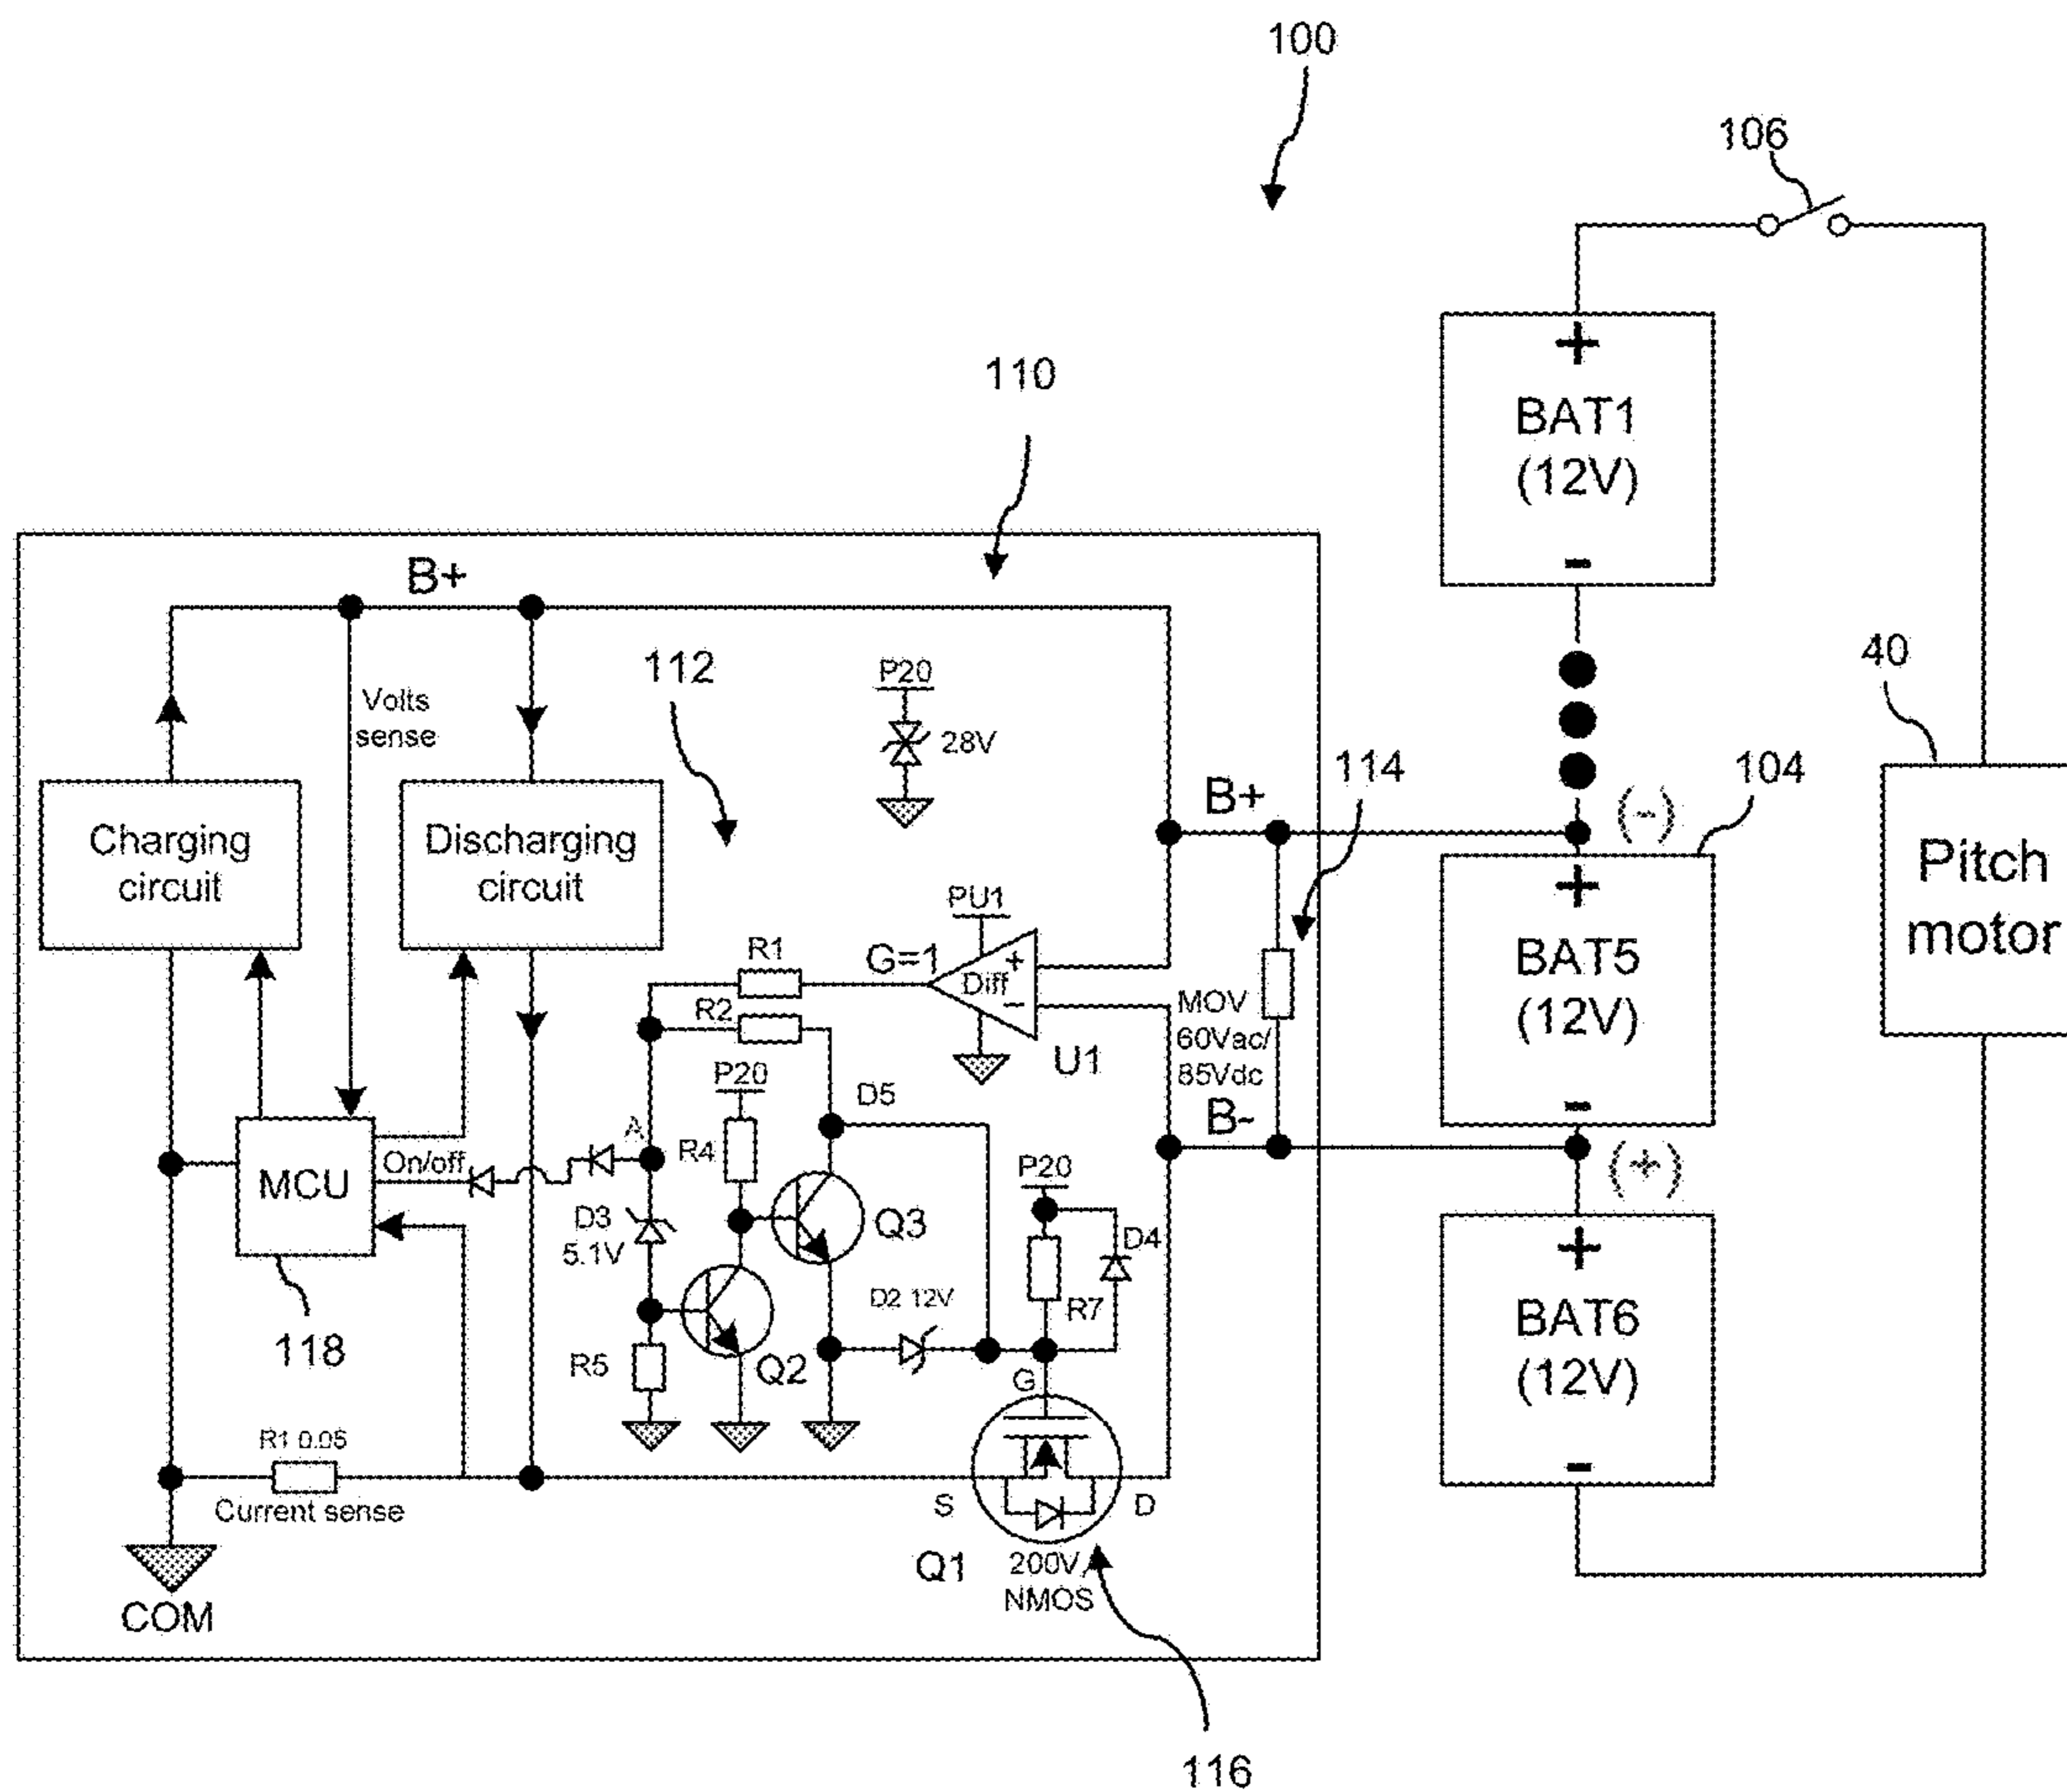 100
106
110
BAT1
(12V)
B+
112
P20
28V
Volts
sense
40
114
104
B+
(-)
Charging
circuit
Discharging
circuit
Pitch
motor
PU1
R1
G=1
+
Diff
-
U1
R2
MOV
60Vac/
85Vdc
BAT5
(12V)
P20
D5
B-
A
R4
On/off
MCU
P20
(+)
D3
5.1V
Q3
D4
D2 12V
R7
118
R5
Q2
G
BAT6
(12V)
R1 0.05
Current sense
S
D
Q1
200V
NMOS
COM
116
+
-
+
-
+
-